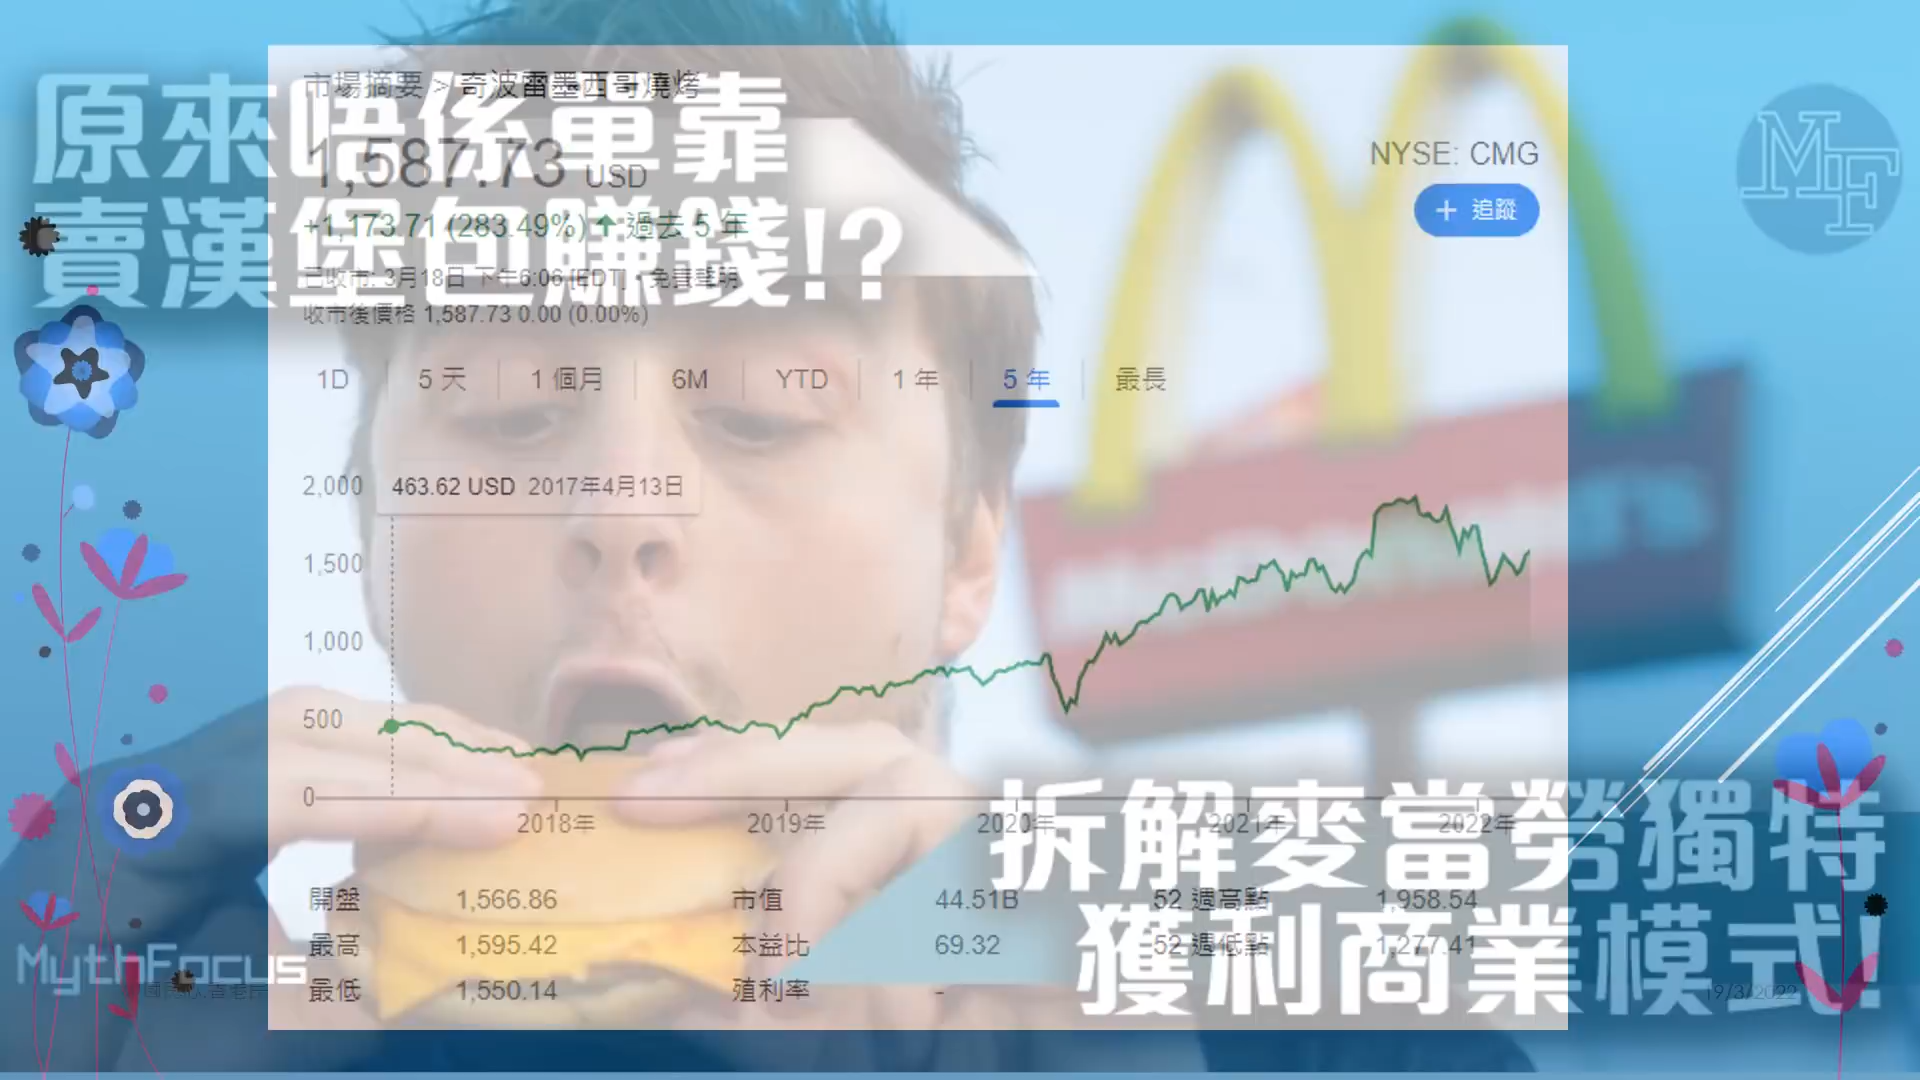 原來唔係單靠
賣漢堡包賺錢!?
市場摘要 > 奇波雷墨西哥燒烤
1,587.73 USD
+1,173.71 (283.49%) ↑ 過去 5 年
已收市: 3月18日 下午6:06 [EDT] · 免責聲明
收市後價格 1,587.73 0.00 (0.00%)
NYSE: CMG
+ 追蹤
MF
1D 5 天 1 個月 6M YTD 1 年 5 年 最長
463.62 USD 2017年4月13日
2,000
1,500
1,000
500
0
2018年 2019年 2020年 2021年 2022年
拆解麥當勞獨特
獲利商業模式!
開盤 1,566.86 市值 44.51B 52 週高點 1,958.54
最高 1,595.42 本益比 69.32 52 週低點 1,277.41
最低 1,550.14 殖利率 -
MythFocus
19/3/2022